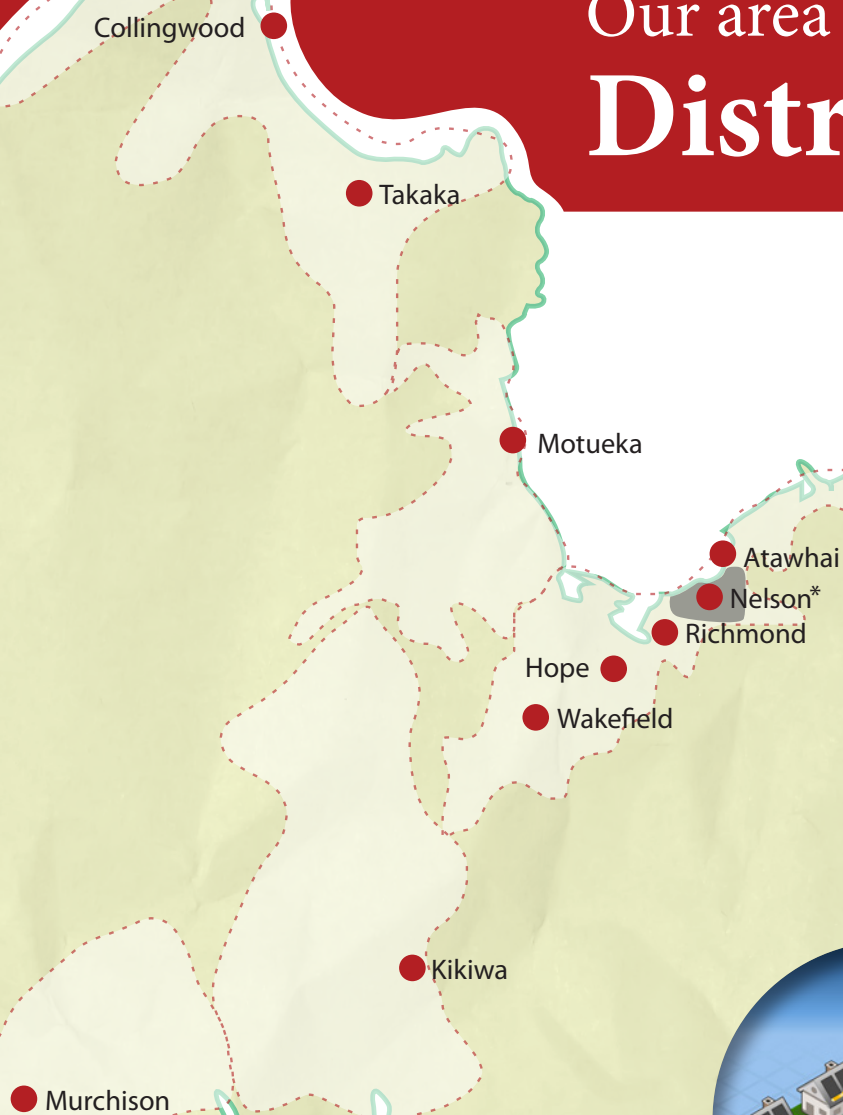 Our area
Distr
Collingwood
Takaka
Motueka
Atawhai
Nelson*
Richmond
Hope
Wakefield
Kikiwa
Murchison